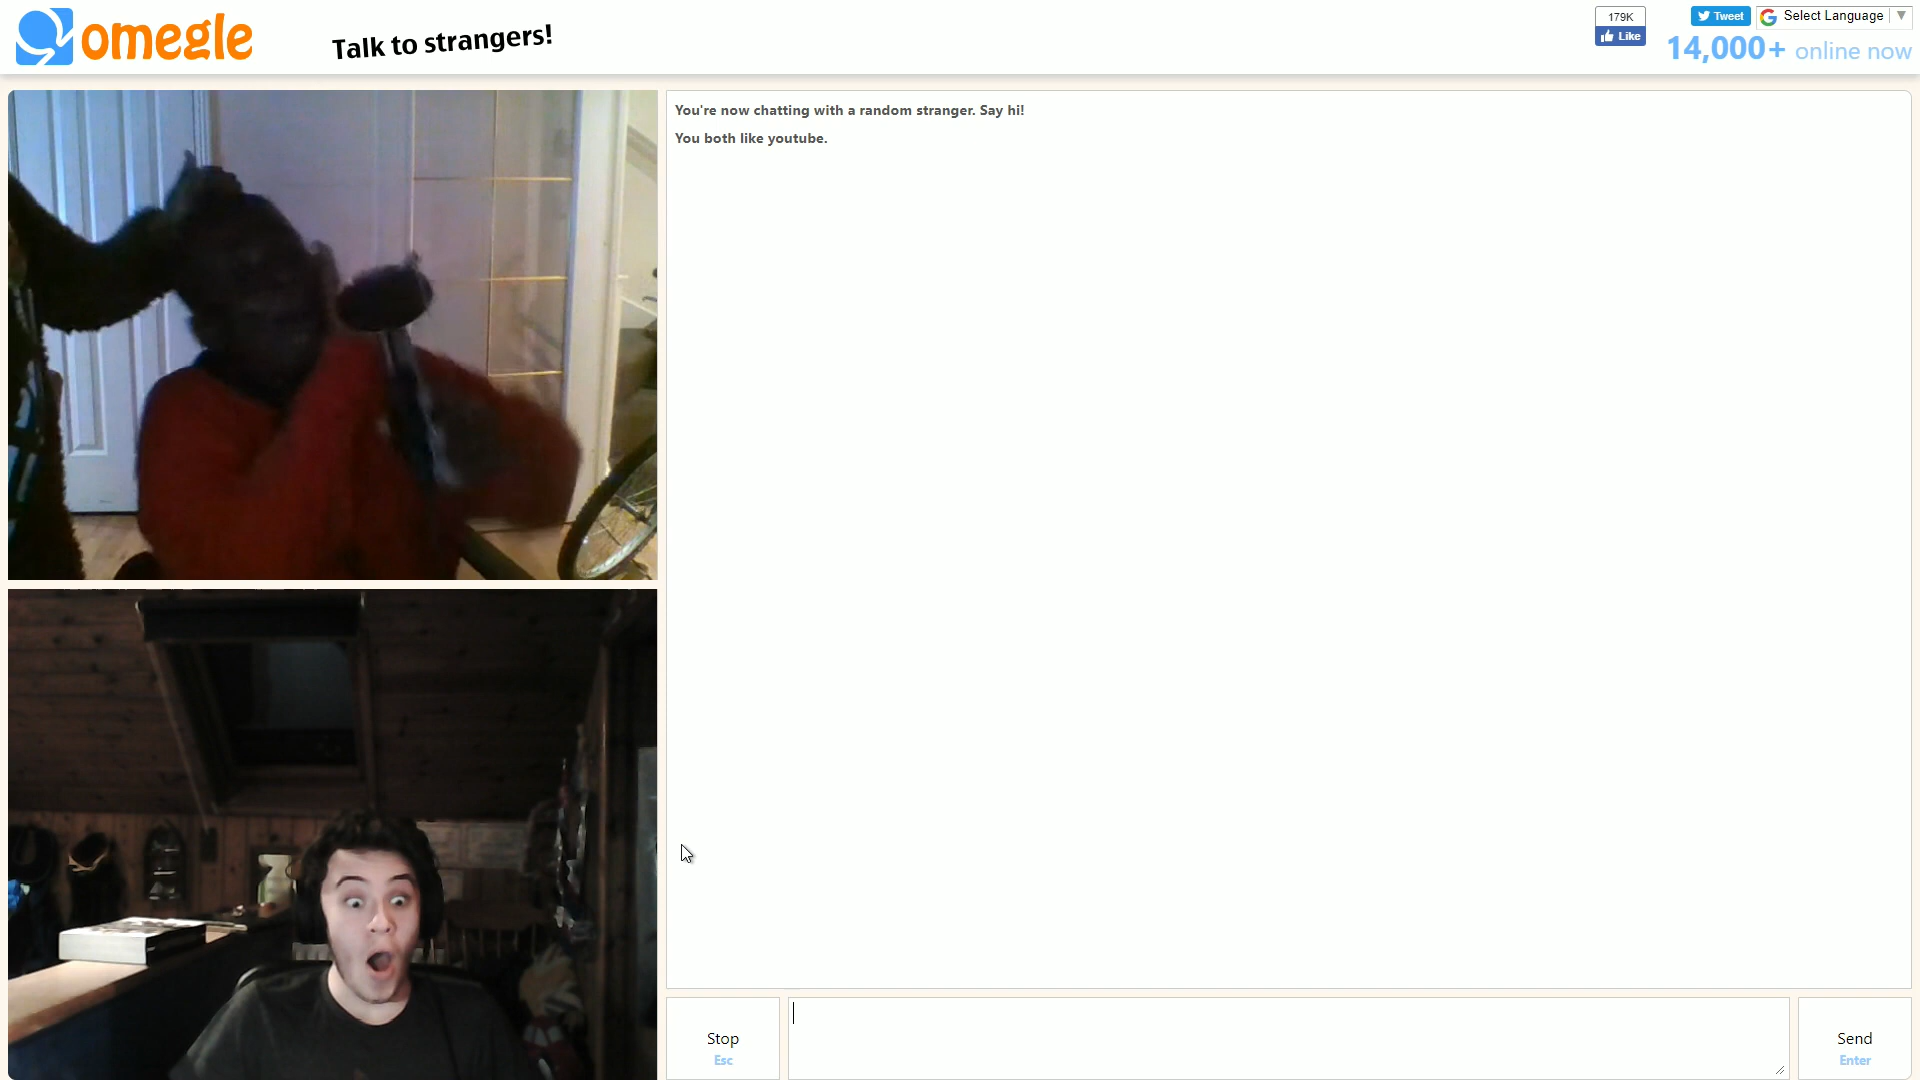 omegle
Talk to strangers!
179K
Like
Tweet
Select Language
14,000+ online now
You're now chatting with a random stranger. Say hi!
You both like youtube.
Stop
Esc
Send
Enter